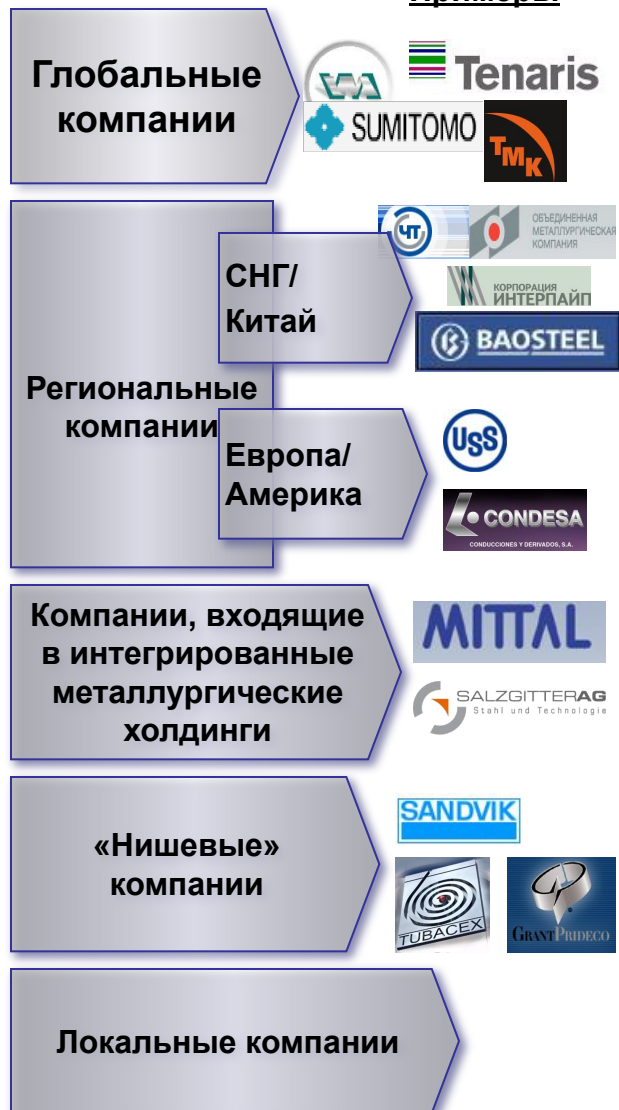 Примеры
Глобальные
компании
Tenaris
SUMITOMO
ТМК
Региональные
компании
СНГ/
Китай
ЧТ
ОБЪЕДИНЕННАЯ
МЕТАЛЛУРГИЧЕСКАЯ
КОМПАНИЯ
КОРПОРАЦИЯ
ИНТЕРПАЙП
BAOSTEEL
Европа/
Америка
USS
CONDESA
CONDUCCIONES Y DERIVADOS, S.A.
Компании, входящие
в интегрированные
металлургические
холдинги
MITTAL
SALZGITTERAG
Stahl und Technologie
«Нишевые»
компании
SANDVIK
TUBACEX
GRANT PRIDECO
Локальные компании